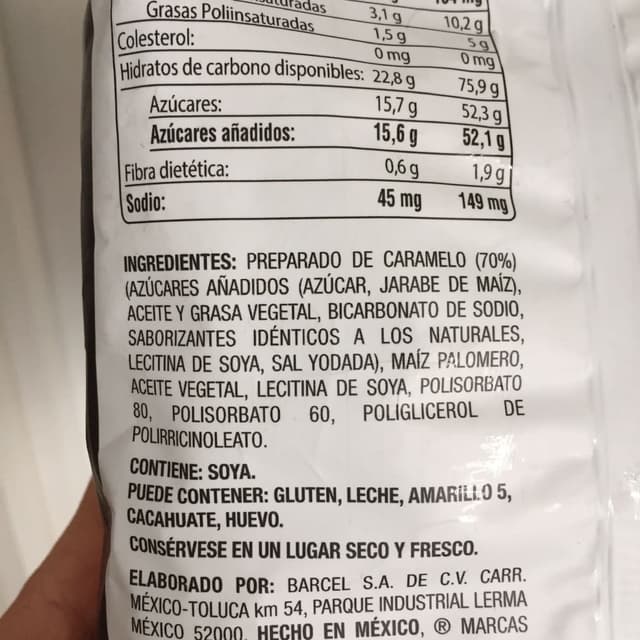 Grasas Poliinsaturadas 3,1 g 10,2 g
1,5 g 5 g
Colesterol: 0 mg 0 mg
Hidratos de carbono disponibles: 22,8 g 75,9 g
Azúcares: 15,7 g 52,3 g
Azúcares añadidos: 15,6 g 52,1 g
Fibra dietética: 0,6 g 1,9 g
Sodio: 45 mg 149 mg
INGREDIENTES: PREPARADO DE CARAMELO (70%)
(AZÚCARES AÑADIDOS (AZÚCAR, JARABE DE MAÍZ),
ACEITE Y GRASA VEGETAL, BICARBONATO DE SODIO,
SABORIZANTES IDÉNTICOS A LOS NATURALES,
LECITINA DE SOYA, SAL YODADA), MAÍZ PALOMERO,
ACEITE VEGETAL, LECITINA DE SOYA, POLISORBATO
80, POLISORBATO 60, POLIGLICEROL DE
POLIRRICINOLEATO.
CONTIENE: SOYA.
PUEDE CONTENER: GLUTEN, LECHE, AMARILLO 5,
CACAHUATE, HUEVO.
CONSÉRVESE EN UN LUGAR SECO Y FRESCO.
ELABORADO POR: BARCEL S.A. DE C.V. CARR.
MÉXICO-TOLUCA km 54, PARQUE INDUSTRIAL LERMA
MÉXICO 52000. HECHO EN MÉXICO, ® MARCAS